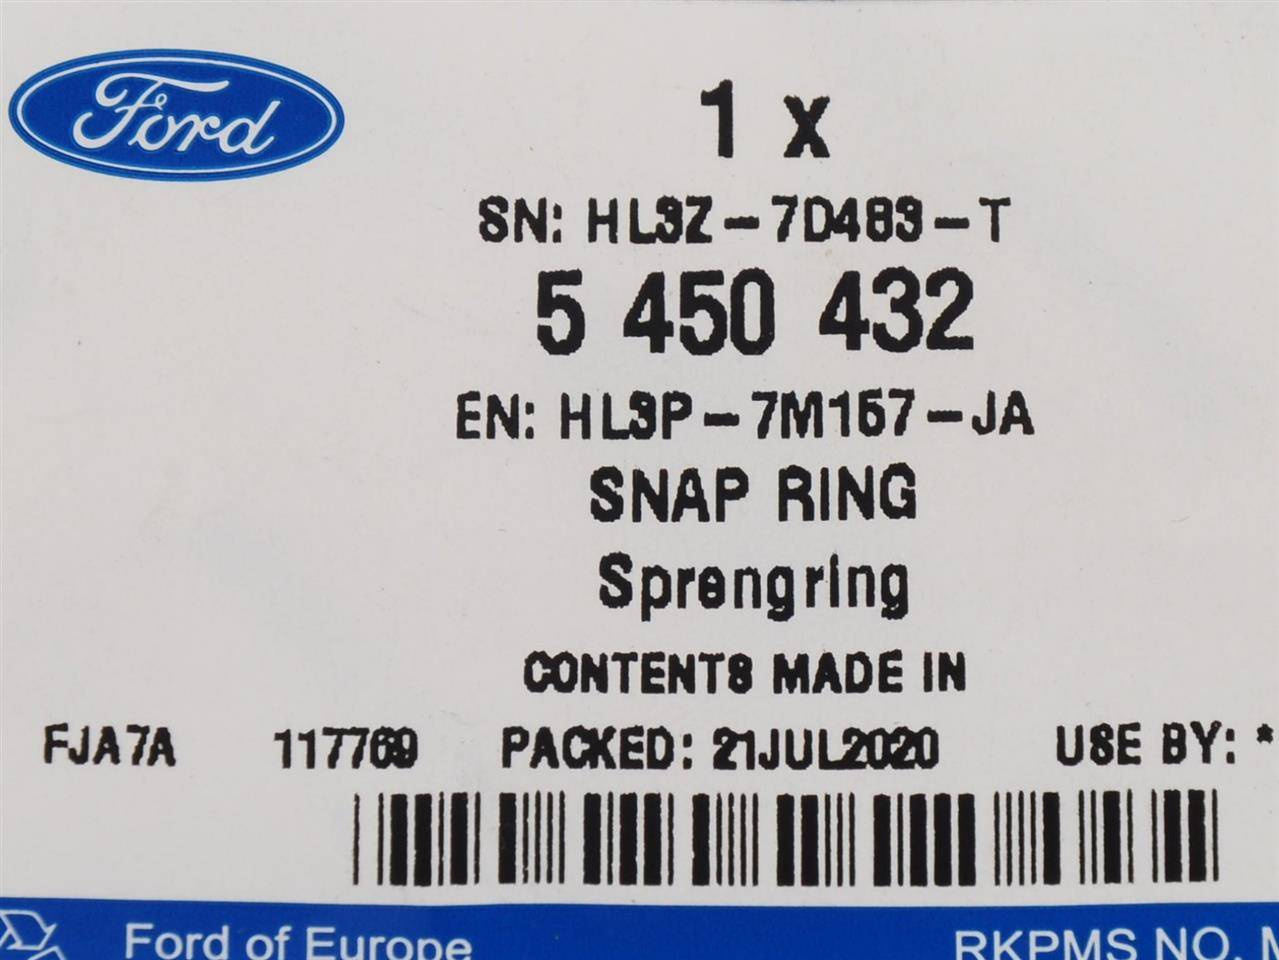 Ford
1 x
SN: HL3Z-7D483-T
5 450 432
EN: HL3P-7M157-JA
SNAP RING
Sprengring
CONTENTS MADE IN
FJA7A 117769 PACKED: 21JUL2020 USE BY: *
Ford of Europe RKPMS NO. M